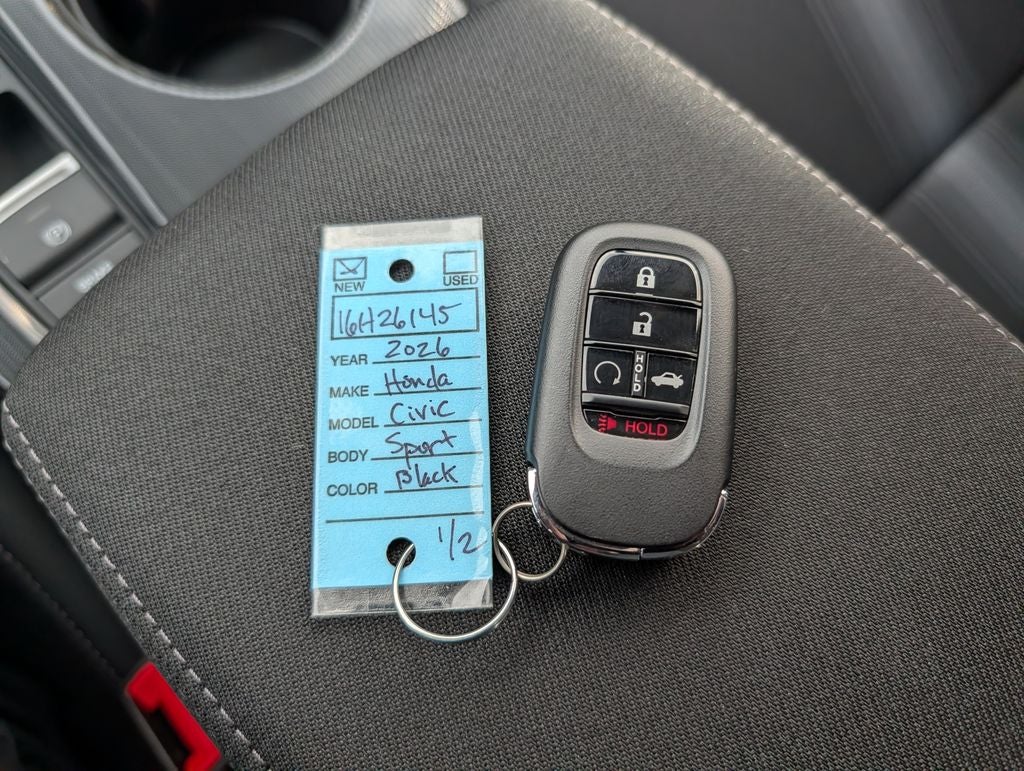 NEW USED
16H26145
YEAR 2026
MAKE Honda
MODEL Civic
BODY Sport
COLOR Black
1/2
HOLD
HOLD